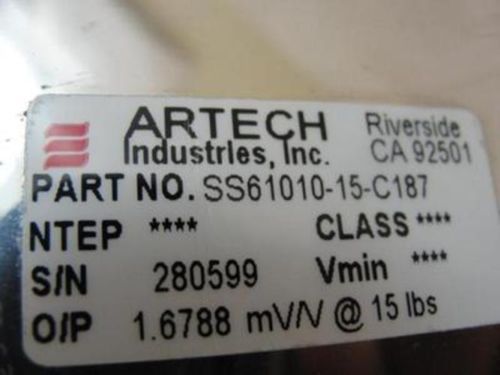 ARTECH Riverside
Industries, Inc. CA 92501
PART NO. SS61010-15-C187
NTEP **** CLASS ****
S/N 280599 Vmin ****
O/P 1.6788 mV/V @ 15 lbs